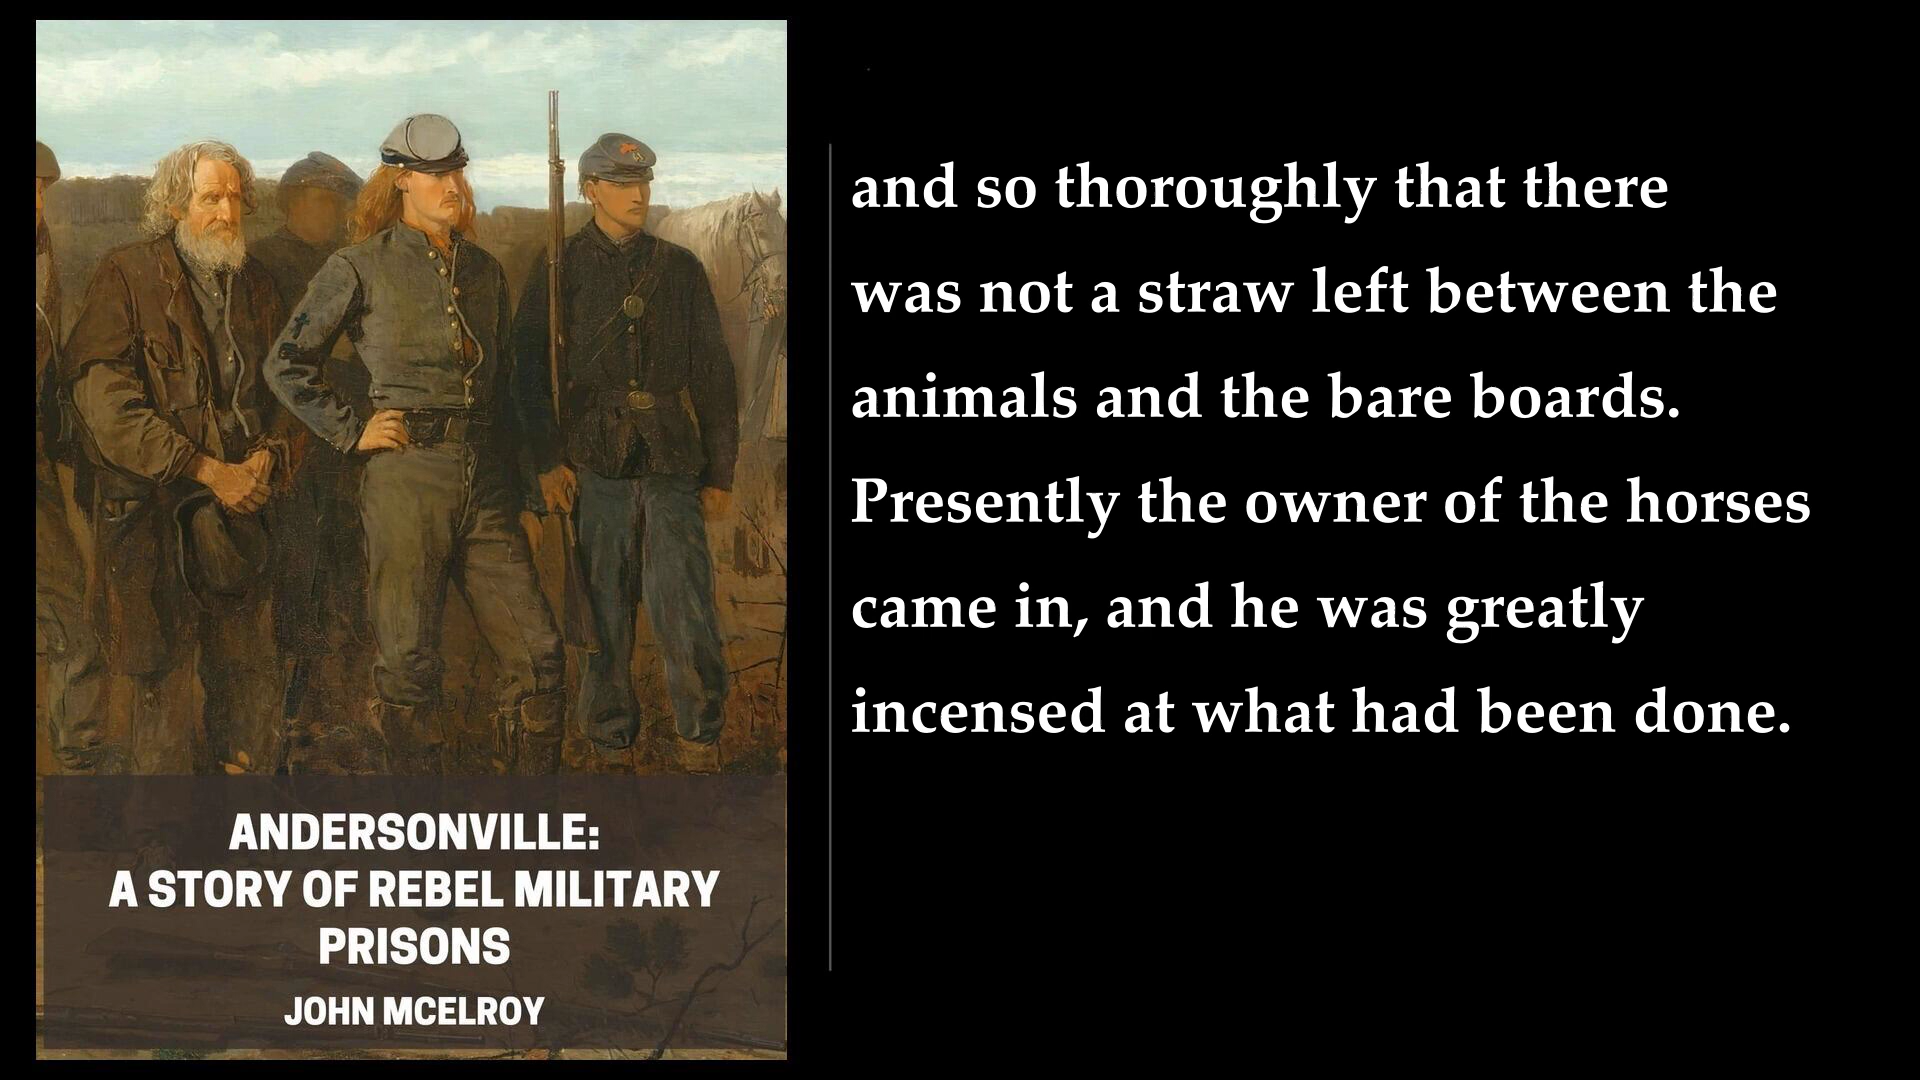 and so thoroughly that there
was not a straw left between the
animals and the bare boards.
Presently the owner of the horses
came in, and he was greatly
incensed at what had been done.
ANDERSONVILLE:
A STORY OF REBEL MILITARY
PRISONS
JOHN MCELROY